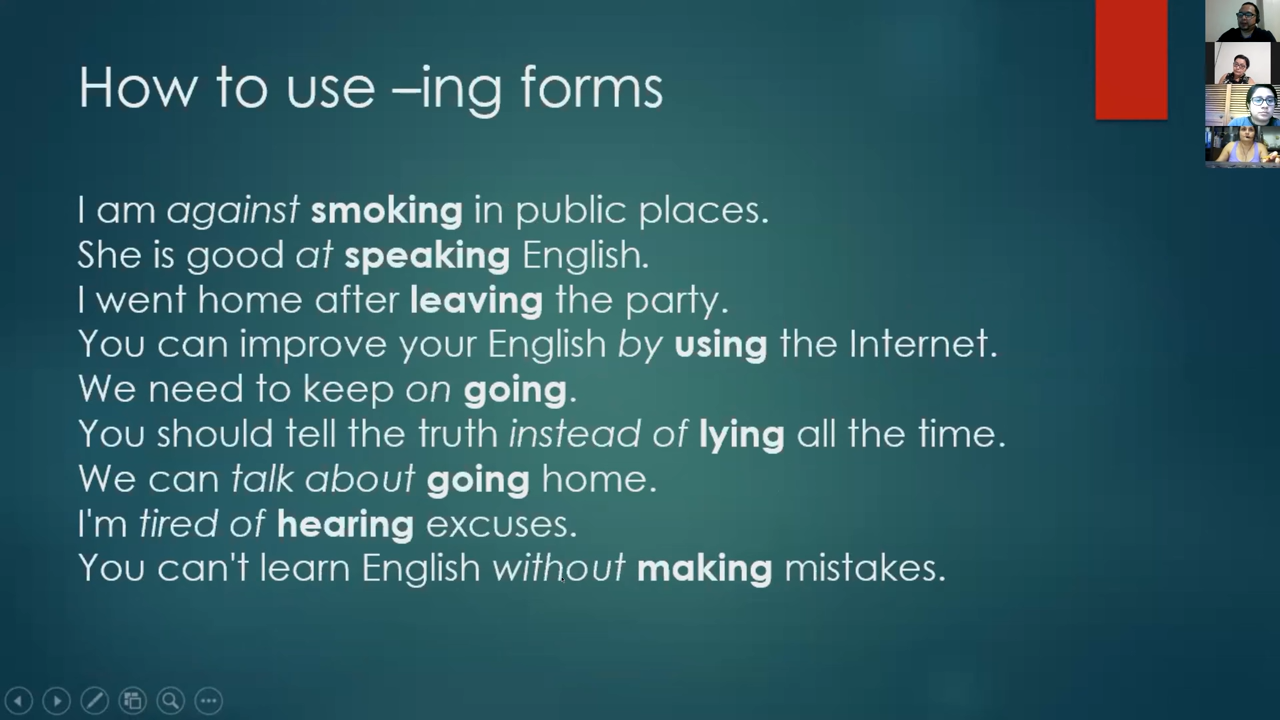 How to use –ing forms
I am against smoking in public places.
She is good at speaking English.
I went home after leaving the party.
You can improve your English by using the Internet.
We need to keep on going.
You should tell the truth instead of lying all the time.
We can talk about going home.
I'm tired of hearing excuses.
You can't learn English without making mistakes.